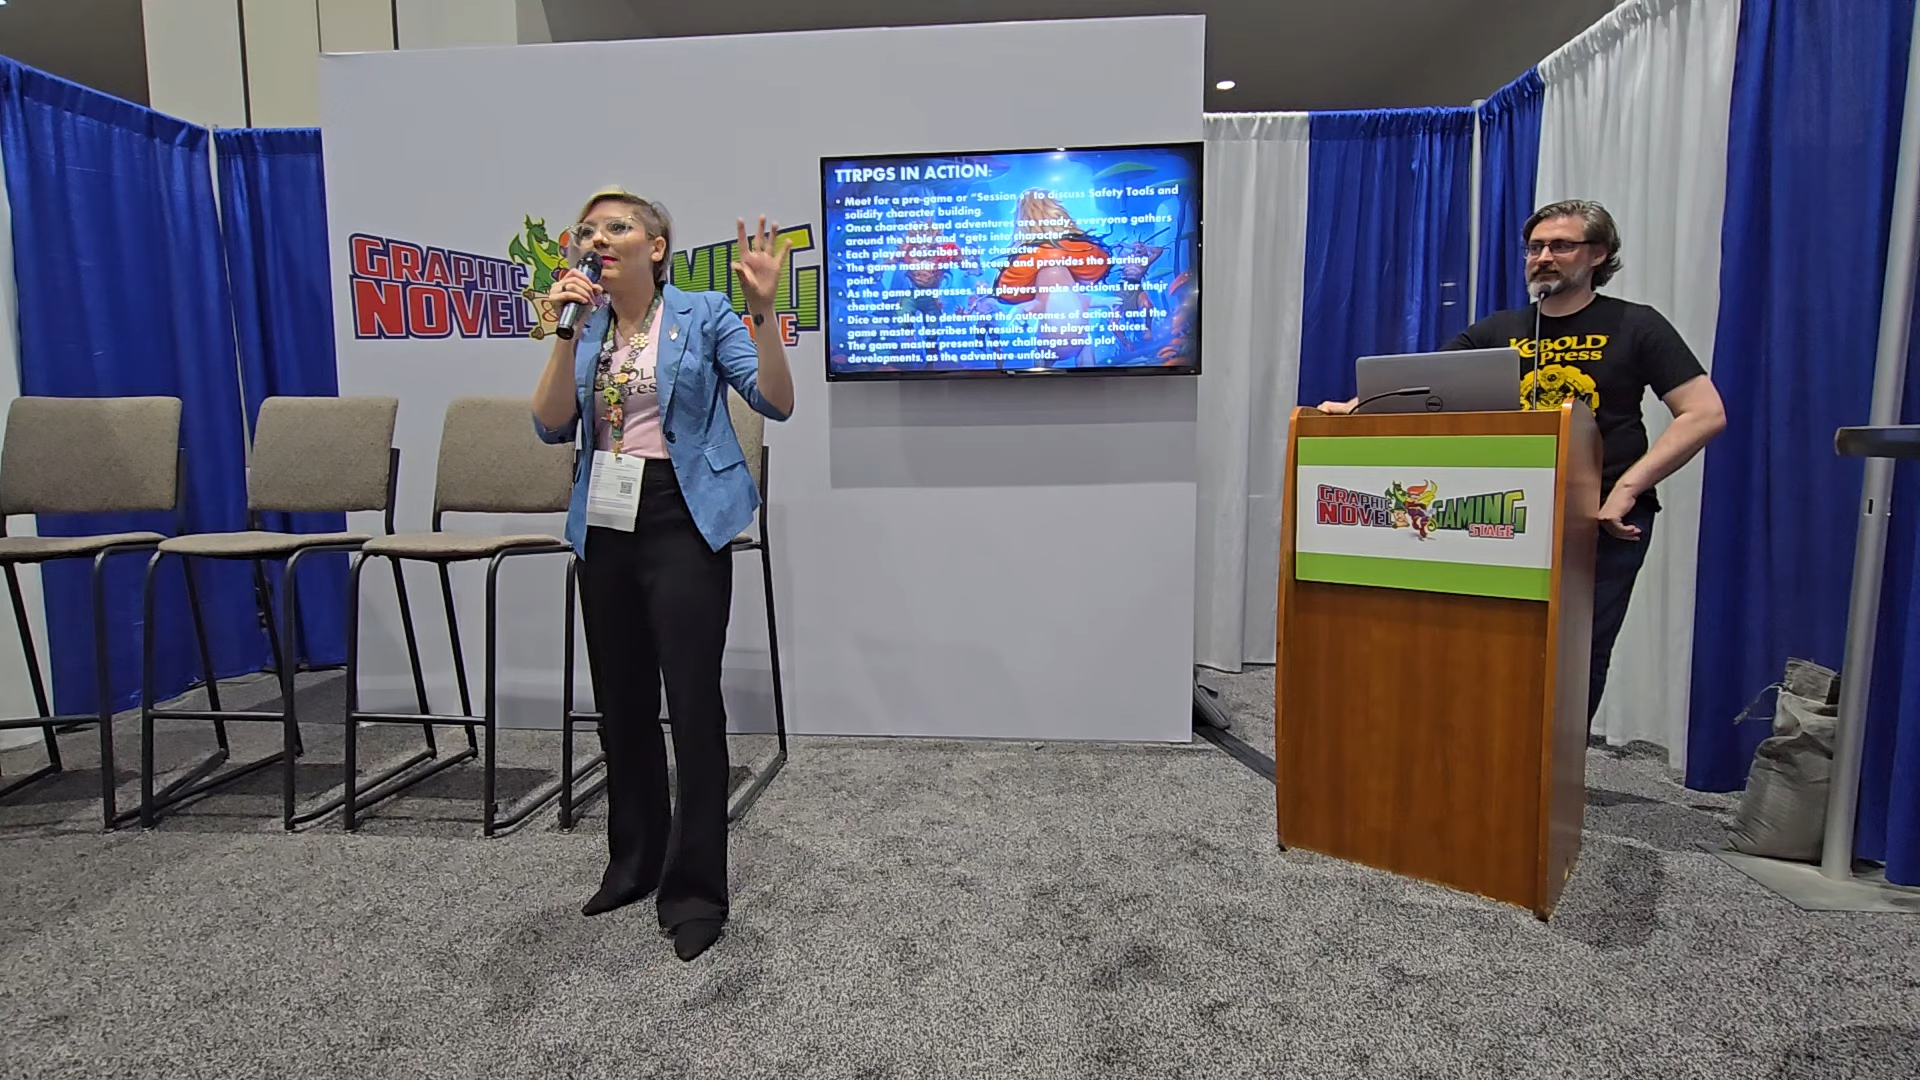 GRAPHIC
NOVEL
MING
GE
TTRPGS IN ACTION:
• Meet for a pre-game or "Session 0" to discuss Safety Tools and
solidify character building.
• Once characters and adventures are ready, everyone gathers
around the table and "gets into character"
• Each player describes their character
• The game master sets the scene and provides the starting
point.
• As the game progresses, the players make decisions for their
characters.
• Dice are rolled to determine the outcomes of actions, and the
game master describes the results of the player's choices.
• The game master presents new challenges and plot
developments, as the adventure unfolds.
KOBOLD
Press
DELL
GRAPHIC
NOVEL
GAMING
STAGE